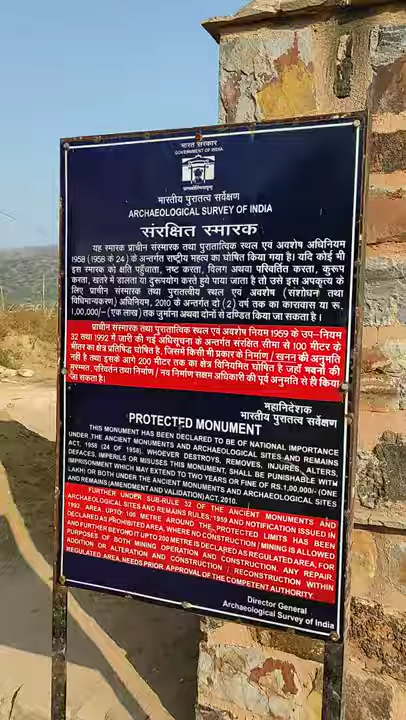 भारत सरकार
GOVERNMENT OF INDIA
भारतीय पुरातत्व सर्वेक्षण
ARCHAEOLOGICAL SURVEY OF INDIA
संरक्षित स्मारक
यह स्मारक प्राचीन संस्मारक तथा पुरातात्विक स्थल एवं अवशेष अधिनियम
1958 (1958 के 24) के अन्तर्गत राष्ट्रीय महत्व का घोषित किया गया है। यदि कोई भी
इस स्मारक को क्षति पहुँचाता, नष्ट करता, विलग अथवा परिवर्तित करता, कुरूप
करता, खतरे में डालता या दुरूपयोग करते हुये पाया जाता है तो उसे इस अपकृत्य के
लिए प्राचीन संस्मारक तथा पुरातत्वीय स्थल एवं अवशेष (संशोधन तथा
विधिमान्यकरण) अधिनियम, 2010 के अन्तर्गत दो (2) वर्ष तक का कारावास या रू.
1,00,000/- (एक लाख) तक जुर्माना अथवा दोनों से दण्डित किया जा सकता है।
प्राचीन संस्मारक तथा पुरातात्विक स्थल एवं अवशेष नियम 1959 के उप-नियम
32 तथा 1992 में जारी की गई अधिसूचना के अन्तर्गत संरक्षित सीमा से 100 मीटर के
भीतर का क्षेत्र प्रतिषिद्ध घोषित है, जिसमें किसी भी प्रकार के निर्माण / खनन की अनुमति
नही है तथा इसके आगे 200 मीटर तक का क्षेत्र विनियमित घोषित है जहाँ भवनों की
मुरम्मत, परिवर्तन तथा निर्माण / नव निर्माण सक्षम अधिकारी की पूर्व अनुमति से ही किया
जा सकता है।
महानिदेशक
भारतीय पुरातत्व सर्वेक्षण
PROTECTED MONUMENT
THIS MONUMENT HAS BEEN DECLARED TO BE OF NATIONAL IMPORTANCE
UNDER THE ANCIENT MONUMENTS AND ARCHAEOLOGICAL SITES AND REMAINS
ACT, 1958 (24 OF 1958). WHOEVER DESTROYS, REMOVES, INJURES, ALTERS,
DEFACES, IMPERILS OR MISUSES THIS MONUMENT, SHALL BE PUNISHABLE WITH
IMPRISONMENT WHICH MAY EXTEND TO TWO YEARS OR FINE OF RS.1,00,000/- (ONE
LAKH) OR BOTH UNDER THE ANCIENT MONUMENTS AND ARCHAEOLOGICAL SITES
AND REMAINS (AMENDMENT AND VALIDATION) ACT, 2010.
FURTHER UNDER SUB-RULE 32 OF THE ANCIENT MONUMENTS AND
ARCHAEOLOGICAL SITES AND REMAINS RULES, 1959 AND NOTIFICATION ISSUED IN
1992, AREA UPTO 100 METRE AROUND THE PROTECTED LIMITS HAS BEEN
DECLARED AS PROHIBITED AREA, WHERE NO CONSTRUCTION / MINING IS ALLOWED
AND FURTHER BEYOND IT UPTO 200 METRE IS DECLARED AS REGULATED AREA, FOR
PURPOSES OF BOTH MINING OPERATION AND CONSTRUCTION. ANY REPAIR,
ADDITION OR ALTERATION AND CONSTRUCTION / RECONSTRUCTION WITHIN
REGULATED AREA, NEEDS PRIOR APPROVAL OF THE COMPETENT AUTHORITY.
Director General
Archaeological Survey of India